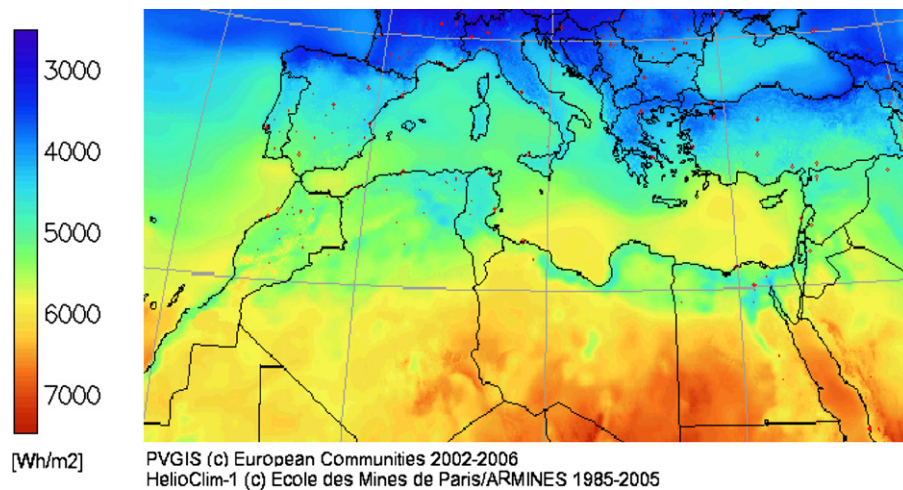 3000
4000
5000
6000
7000
[Wh/m2]
PVGIS (c) European Communities 2002-2006
HelioClim-1 (c) Ecole des Mines de Paris/ARMINES 1985-2005